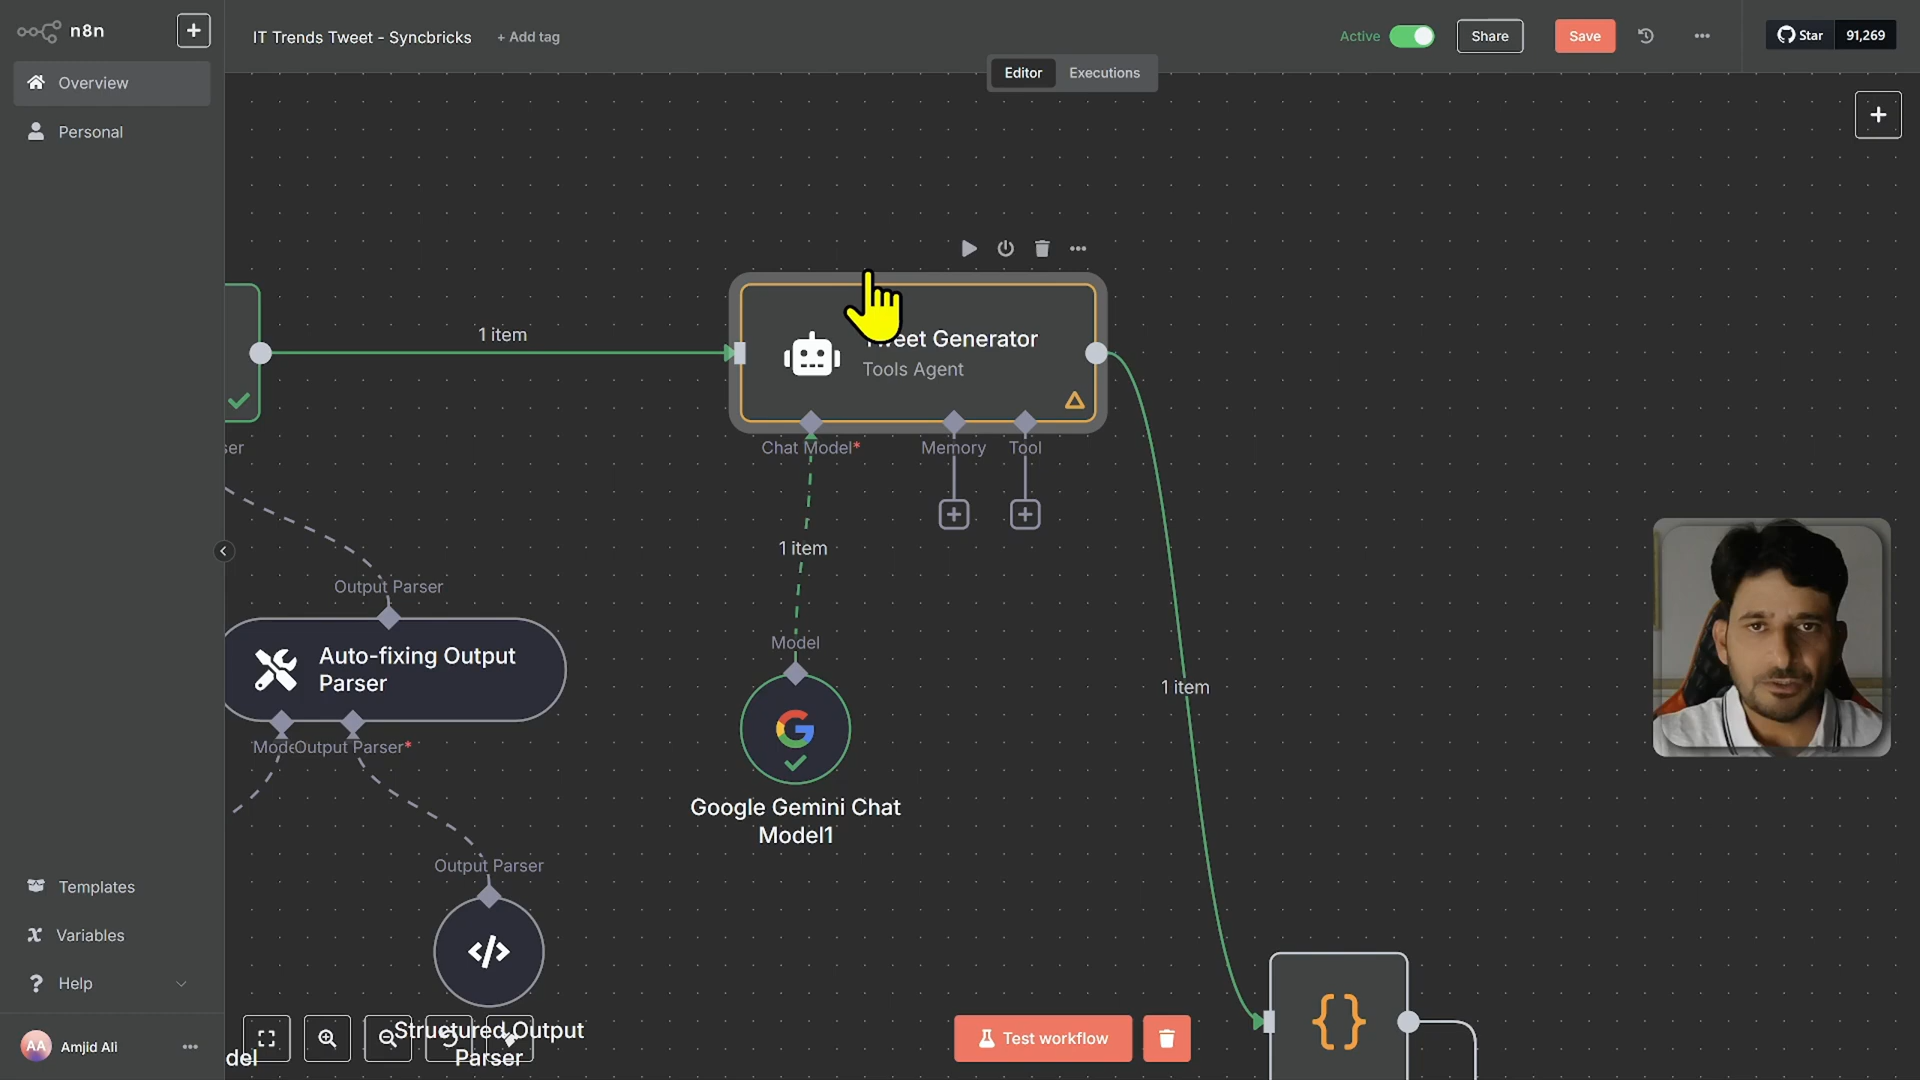 n8n
IT Trends Tweet - Syncbricks
+ Add tag
Active
Share
Save
Star
91,269
Editor
Executions
Overview
Personal
1 item
Tweet Generator
Tools Agent
ser
Chat Model*
Memory
Tool
1 item
Output Parser
Model
Auto-fixing Output
Parser
1 item
Mode
Output Parser*
Google Gemini Chat
Model1
Output Parser
Templates
Variables
</>
Help
{}
Structured Output
Parser
Test workflow
AA
Amjid Ali
del